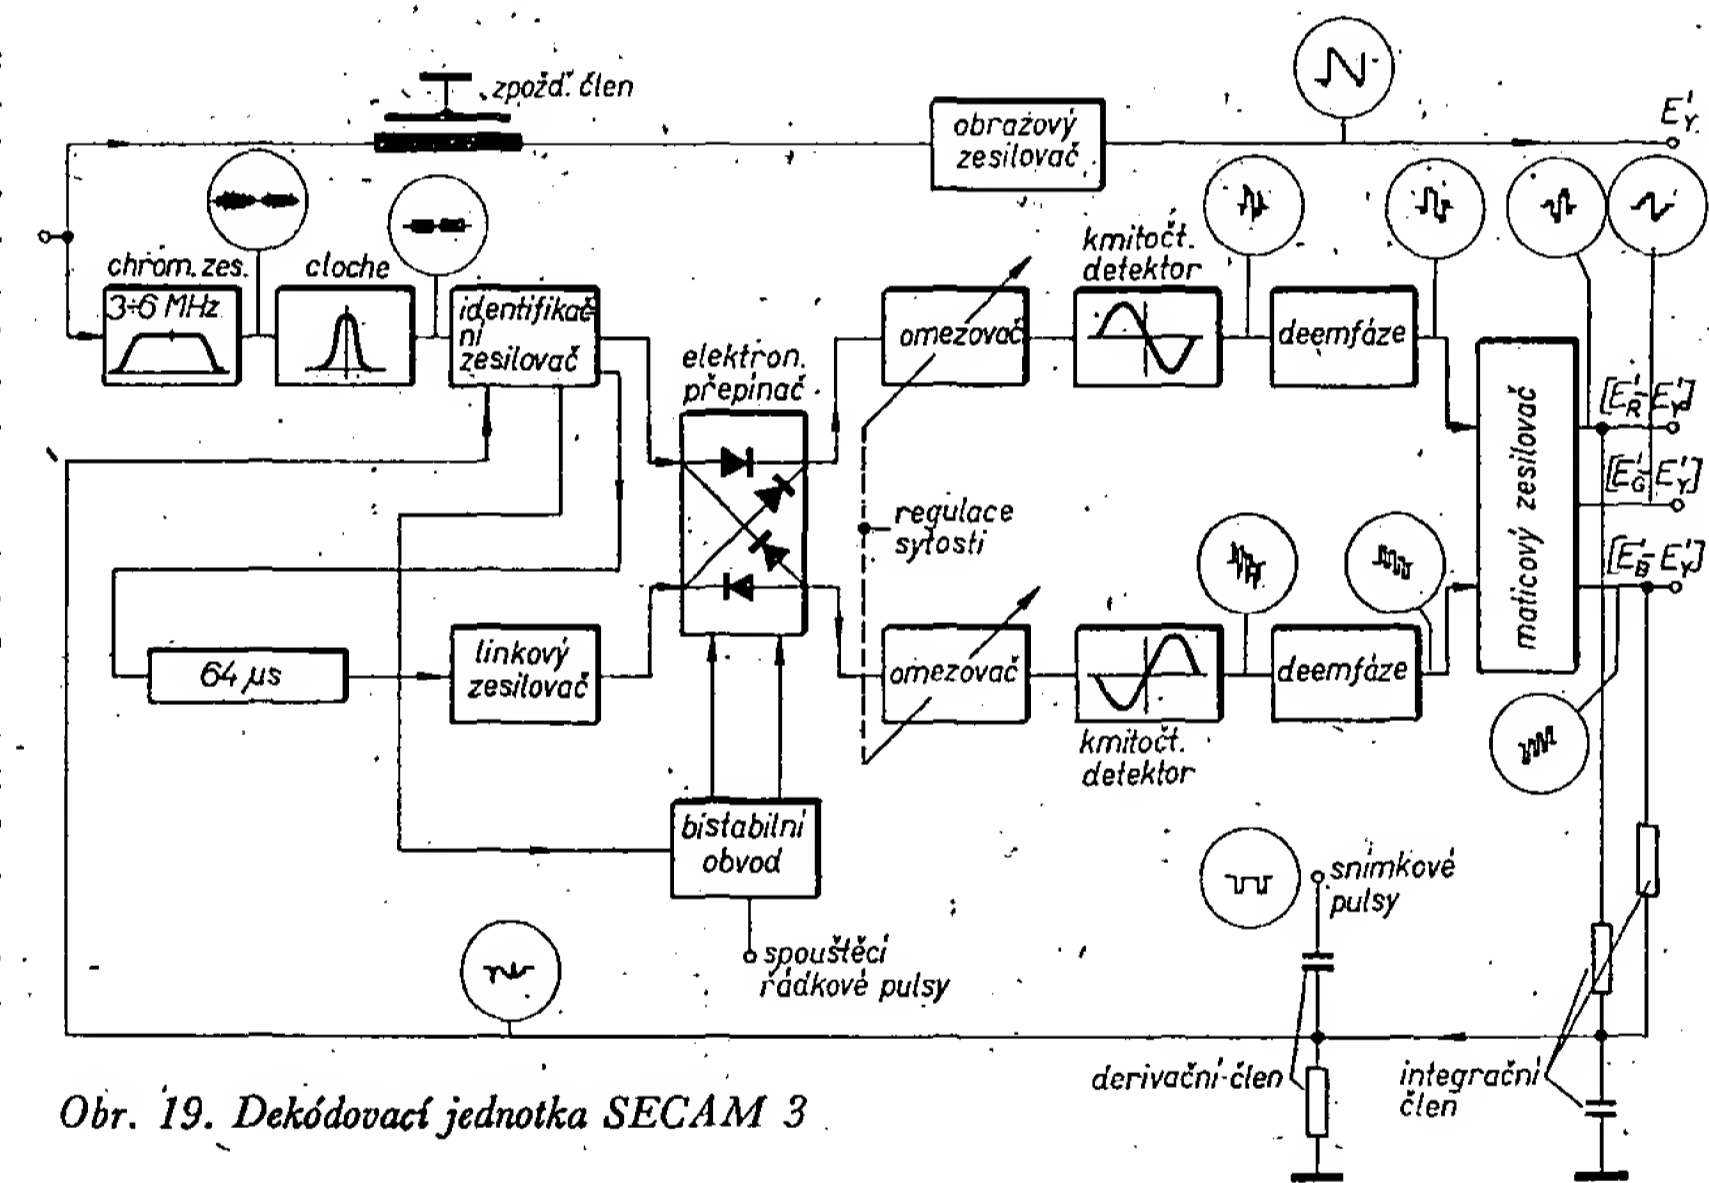 zpožď. člen
obrazový
zesilovač
E'Y
chrom. zes.
3÷6 MHz
cloche
identifikač-
ní
zesilovač
elektron.
přepínač
omezovač
kmitočt.
detektor
deemfáze
maticový zesilovač
[E'R-E'Y]
[E'G-E'Y]
[E'B-E'Y]
regulace
sytosti
64 μs
linkový
zesilovač
omezovač
kmitočt.
detektor
deemfáze
bistabilní
obvod
spouštěcí
řádkové pulsy
snímkové
pulsy
derivační člen
integrační
člen
Obr. 19. Dekódovací jednotka SECAM 3